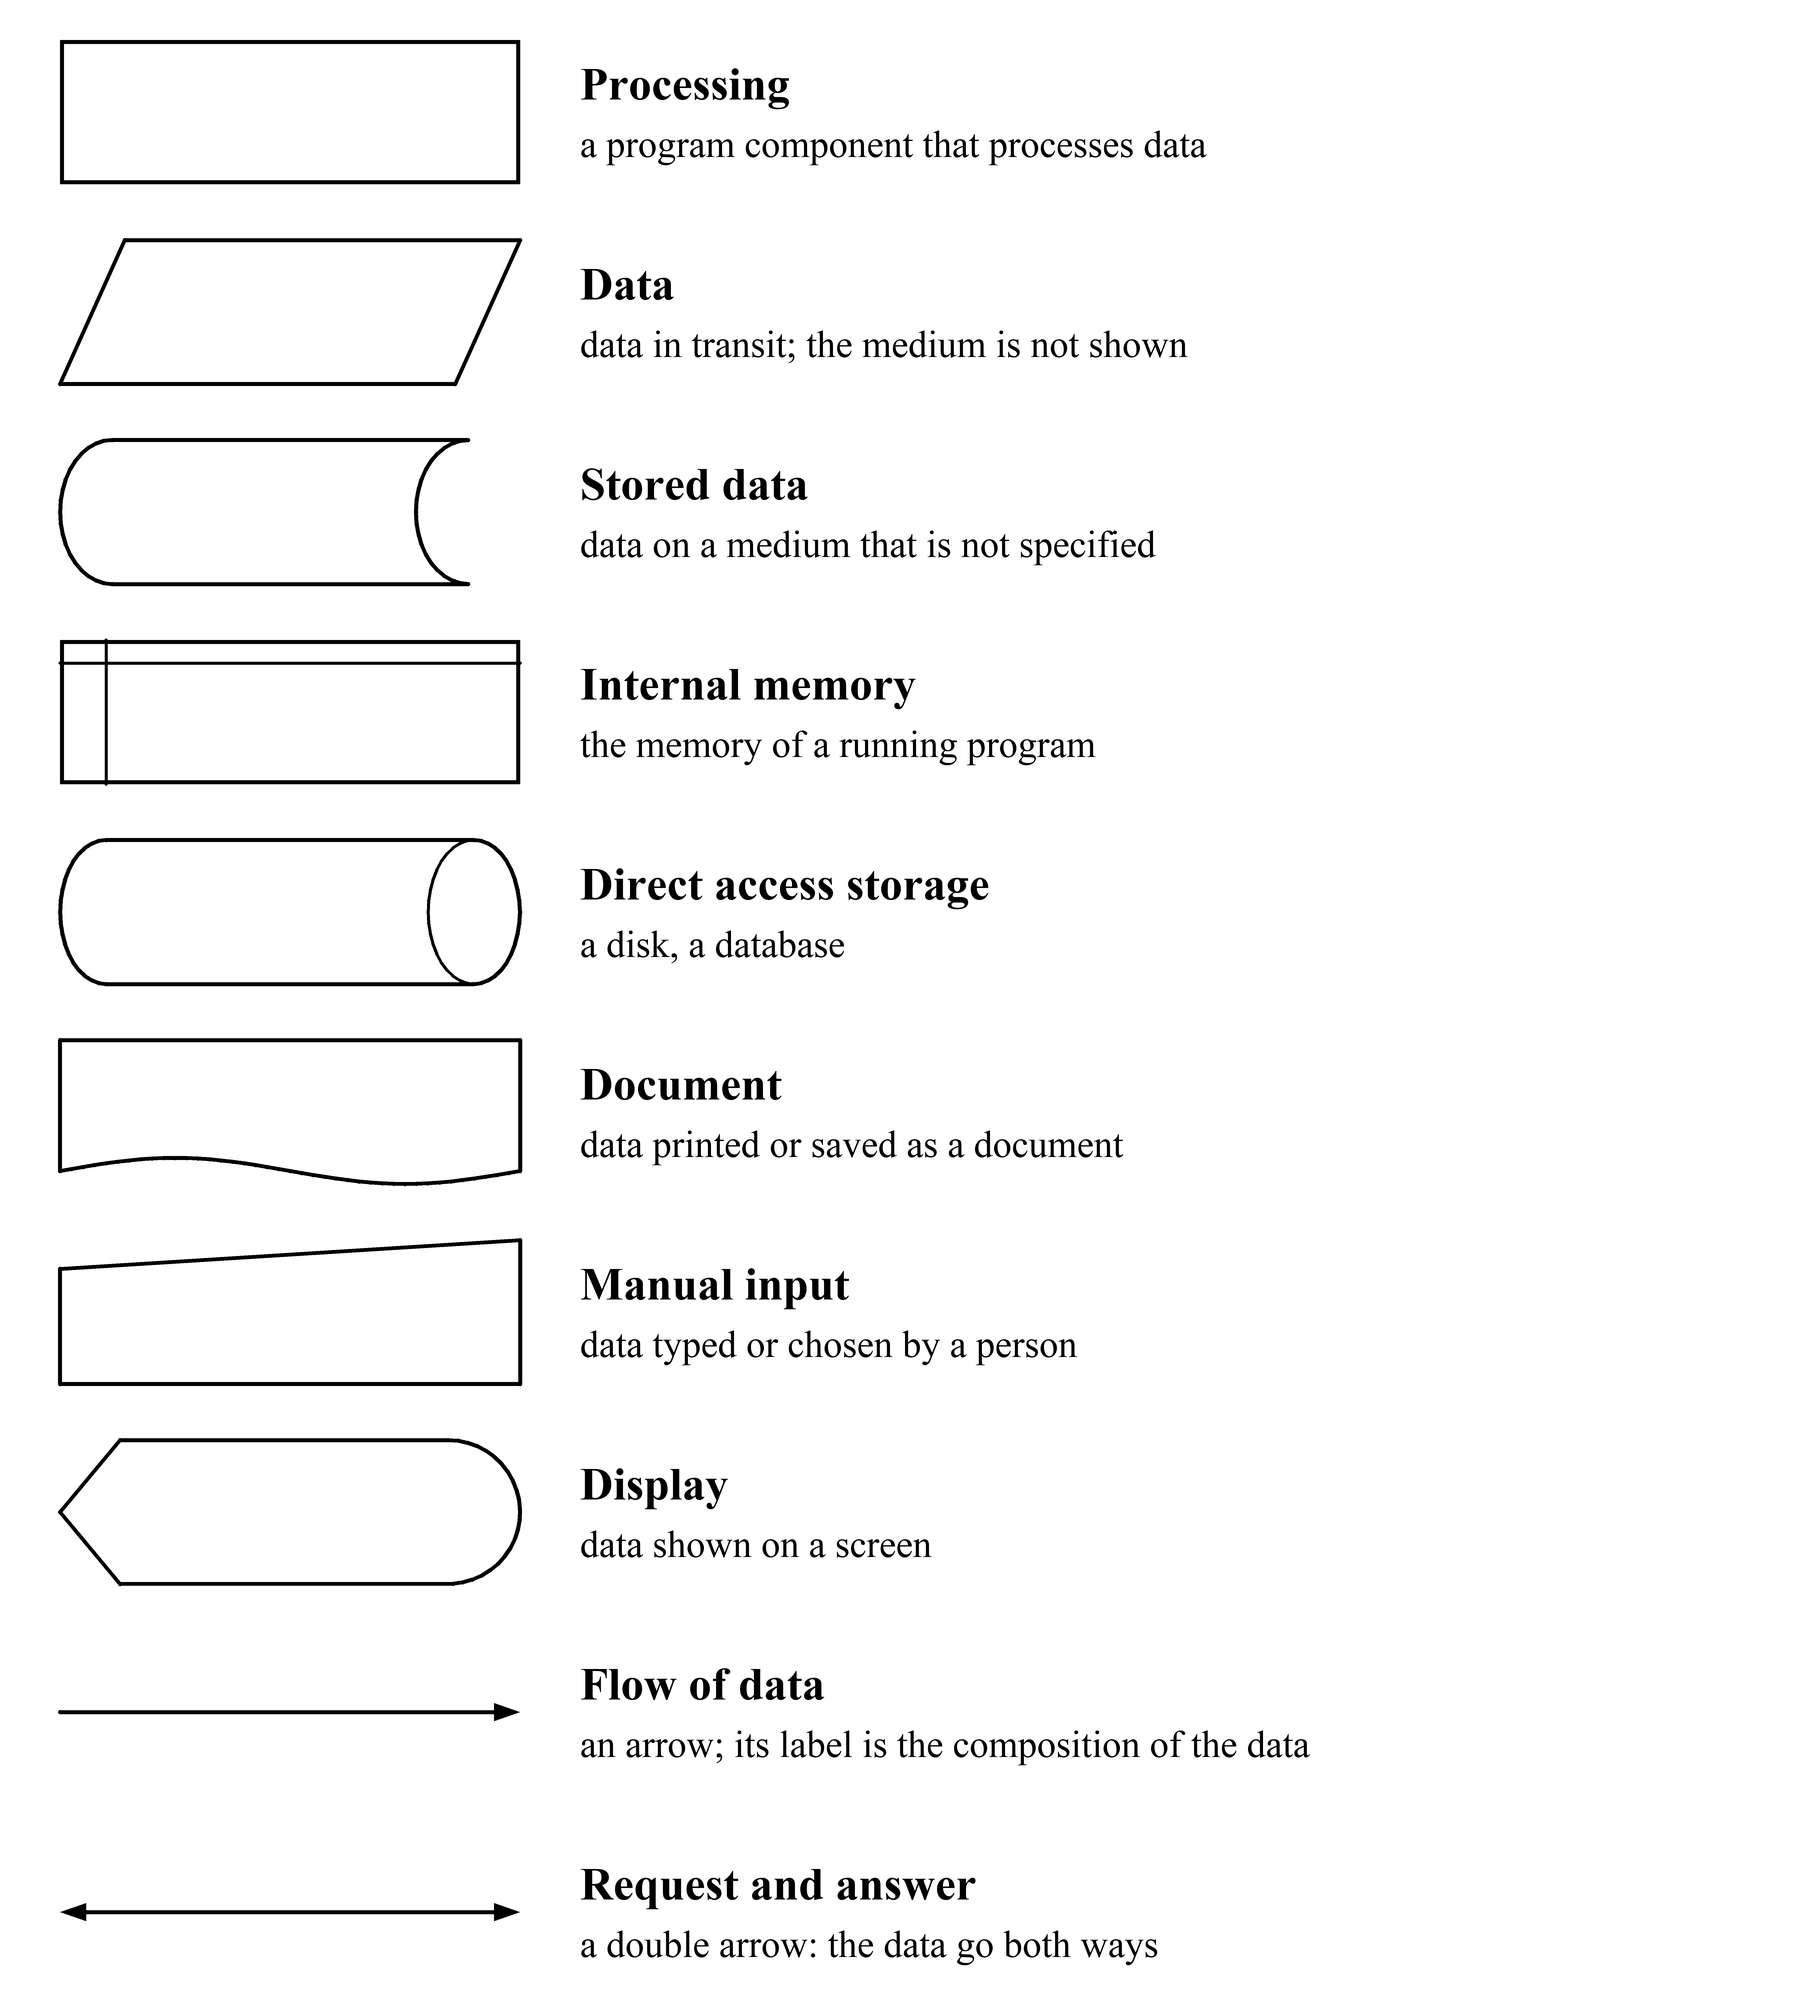 Processing
a program component that processes data
Data
data in transit; the medium is not shown
Stored data
data on a medium that is not specified
Internal memory
the memory of a running program
Direct access storage
a disk, a database
Document
data printed or saved as a document
Manual input
data typed or chosen by a person
Display
data shown on a screen
Flow of data
an arrow; its label is the composition of the data
Request and answer
a double arrow: the data go both ways